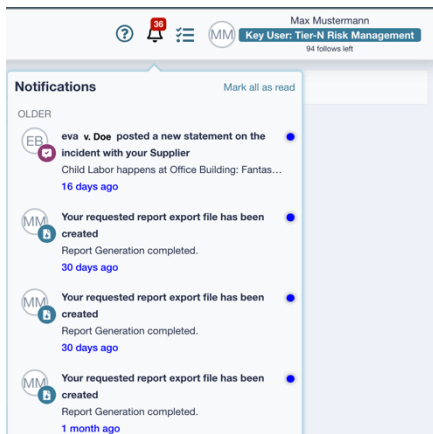 36
Max Mustermann
MM
Key User: Tier-N Risk Management
94 follows left
Notifications
Mark all as read
OLDER
EB
eva v. Doe posted a new statement on the
incident with your Supplier
Child Labor happens at Office Building: Fantas...
16 days ago
MM
Your requested report export file has been
created
Report Generation completed.
30 days ago
MM
Your requested report export file has been
created
Report Generation completed.
30 days ago
MM
Your requested report export file has been
created
Report Generation completed.
1 month ago